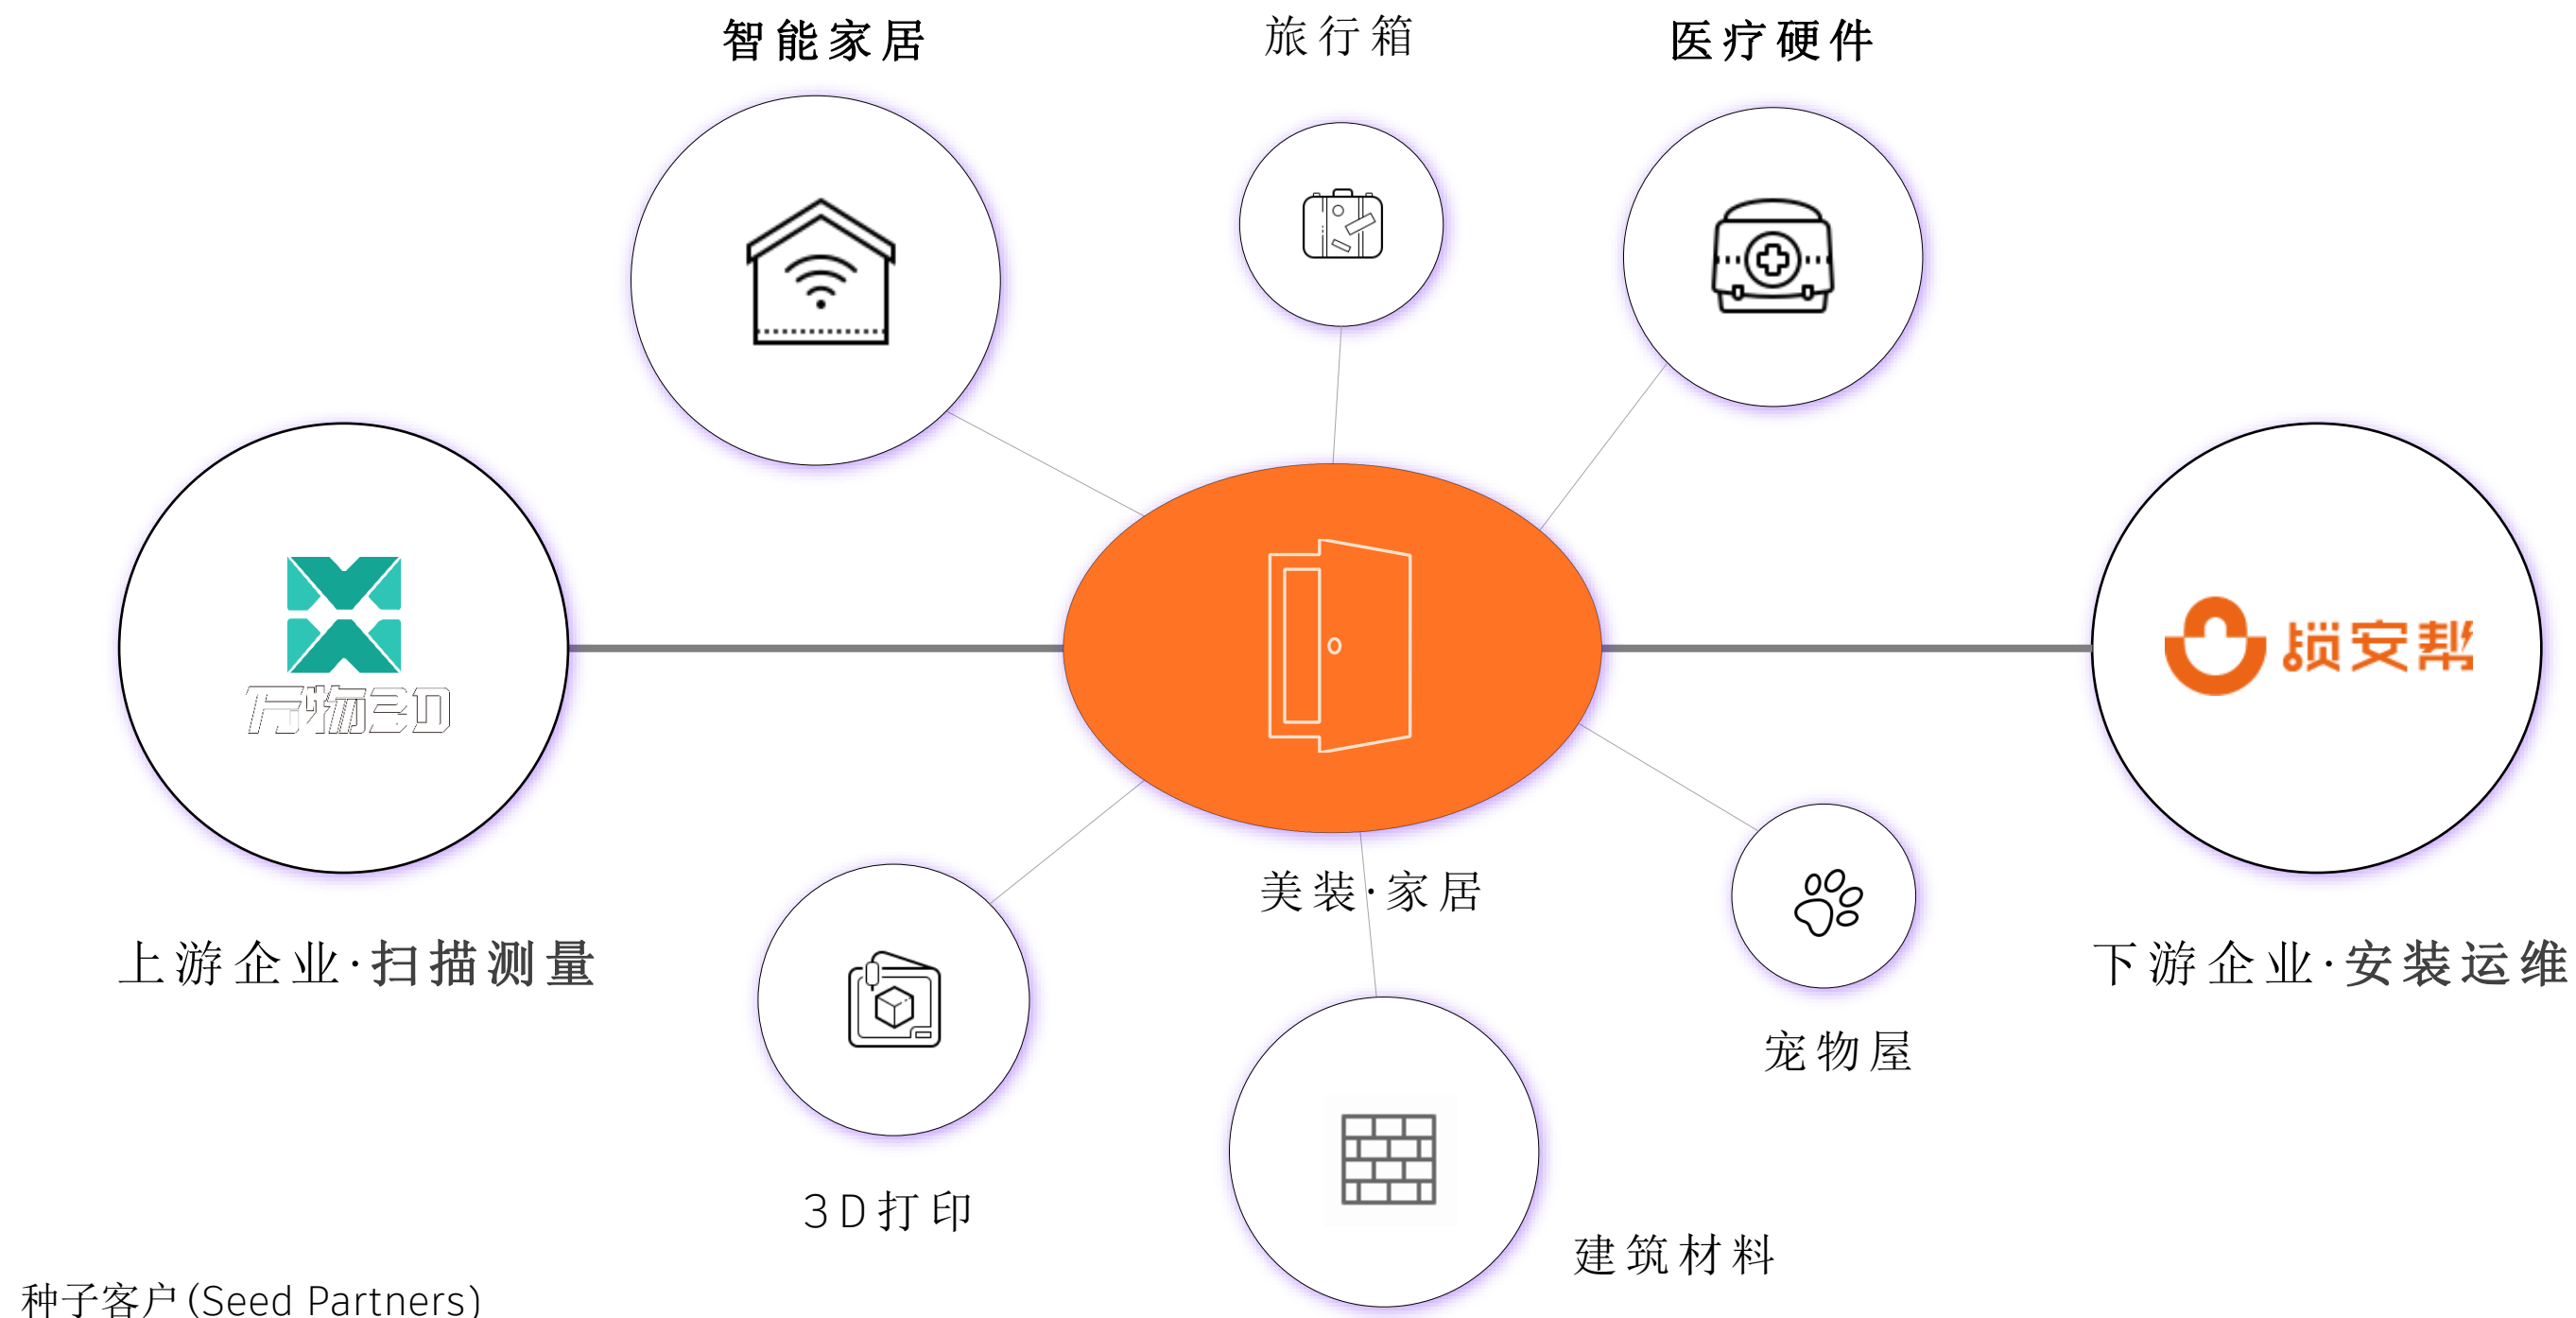 智能家居
旅行箱
医疗硬件
万物3D
锁安帮
美装·家居
上游企业·扫描测量
下游企业·安装运维
宠物屋
3D打印
建筑材料
种子客户(Seed Partners)